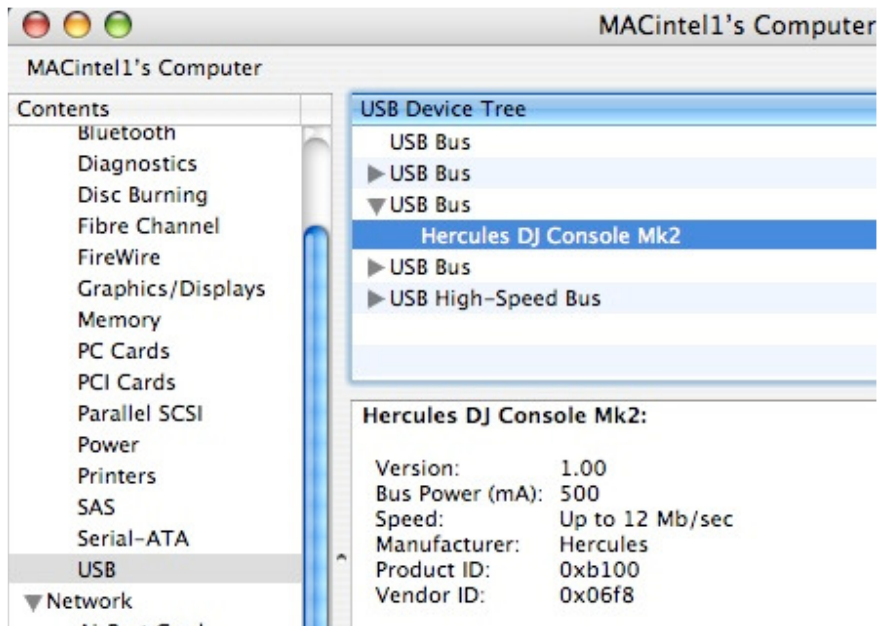 MACintel1's Computer
MACintel1's Computer
Contents
Bluetooth
Diagnostics
Disc Burning
Fibre Channel
FireWire
Graphics/Displays
Memory
PC Cards
PCI Cards
Parallel SCSI
Power
Printers
SAS
Serial-ATA
USB
Network
USB Device Tree
USB Bus
USB Bus
USB Bus
Hercules DJ Console Mk2
USB Bus
USB High-Speed Bus
Hercules DJ Console Mk2:
Version: 1.00
Bus Power (mA): 500
Speed: Up to 12 Mb/sec
Manufacturer: Hercules
Product ID: 0xb100
Vendor ID: 0x06f8